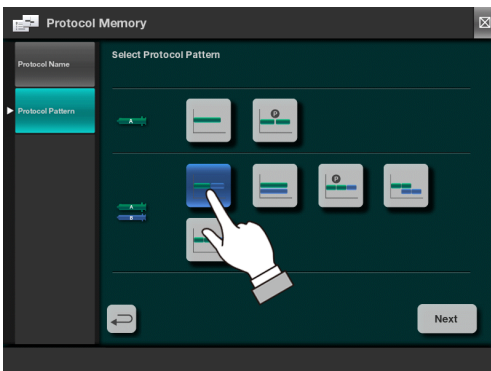 Protocol Memory
Protocol Name
Select Protocol Pattern
Protocol Pattern
A
P
A
B
P
Next